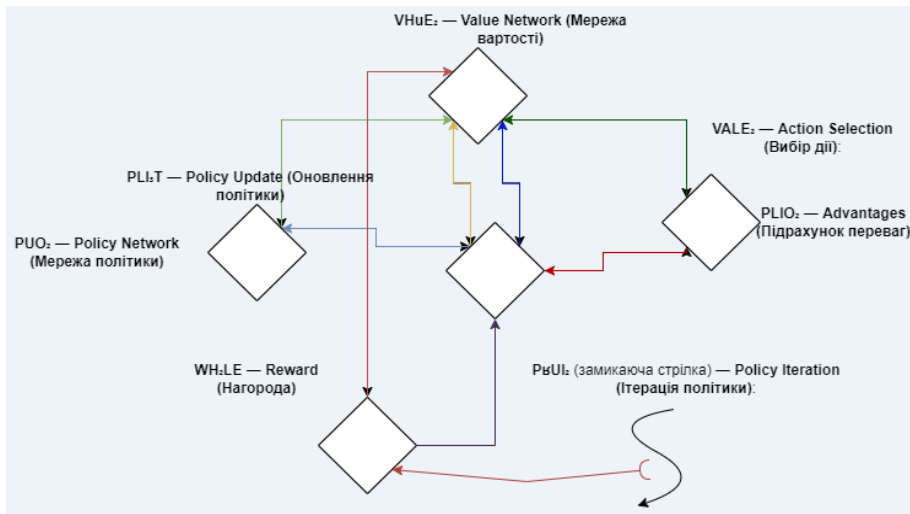 VHuE₂ — Value Network (Мережа
вартості)
VALE₂ — Action Selection
(Вибір дії):
PLI₂T — Policy Update (Оновлення
політики)
PLIO₂ — Advantages
(Підрахунок переваг)
PUO₂ — Policy Network
(Мережа політики)
WH₂LE — Reward
(Нагорода)
PʁUI₂ (замикаюча стрілка) — Policy Iteration
(Ітерація політики):